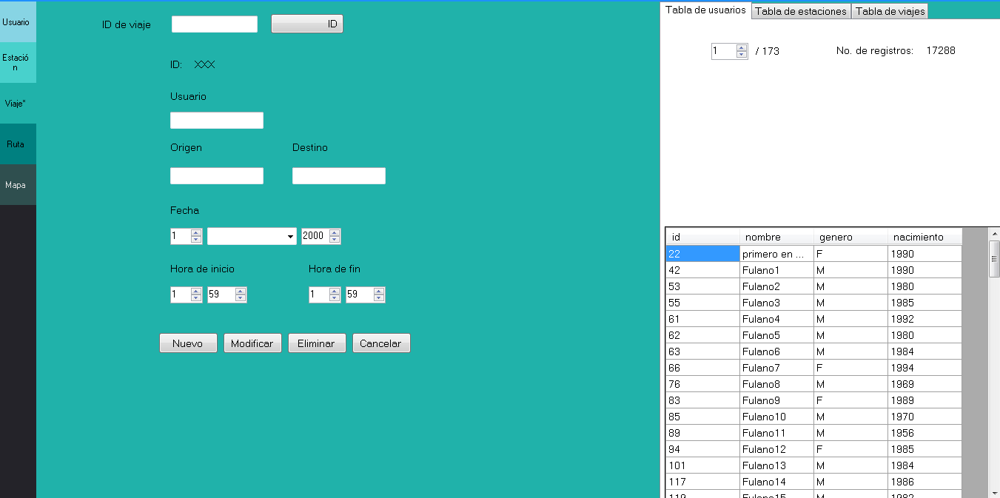 Usuario
Estació
n
Viaje*
Ruta
Mapa
ID de viaje
ID
ID: XXX
Usuario
Origen Destino
Fecha
1 2000
Hora de inicio Hora de fin
1 59 1 59
Nuevo Modificar Eliminar Cancelar
Tabla de usuarios Tabla de estaciones Tabla de viajes
1 / 173 No. de registros: 17288
id nombre genero nacimiento
22 primero en ... F 1990
42 Fulano1 M 1990
53 Fulano2 M 1980
55 Fulano3 M 1985
61 Fulano4 M 1992
62 Fulano5 M 1980
63 Fulano6 M 1984
66 Fulano7 F 1994
76 Fulano8 M 1969
83 Fulano9 F 1989
85 Fulano10 M 1970
89 Fulano11 M 1956
94 Fulano12 F 1985
101 Fulano13 M 1984
117 Fulano14 M 1986
119 Fulano15 M 1982